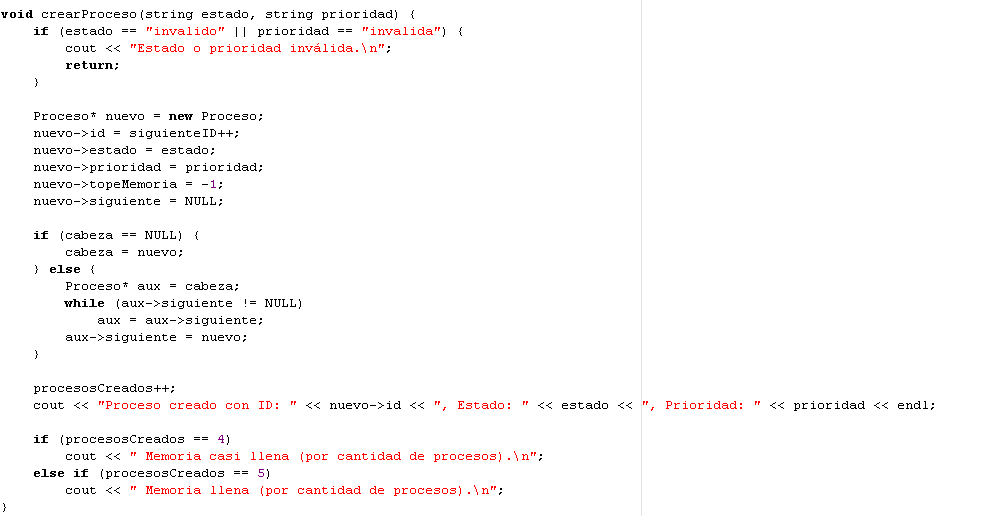 void crearProceso(string estado, string prioridad) {
    if (estado == "invalido" || prioridad == "invalida") {
        cout << "Estado o prioridad inválida.\n";
        return;
    }

    Proceso* nuevo = new Proceso;
    nuevo->id = siguienteID++;
    nuevo->estado = estado;
    nuevo->prioridad = prioridad;
    nuevo->topeMemoria = -1;
    nuevo->siguiente = NULL;

    if (cabeza == NULL) {
        cabeza = nuevo;
    } else {
        Proceso* aux = cabeza;
        while (aux->siguiente != NULL)
            aux = aux->siguiente;
        aux->siguiente = nuevo;
    }

    procesosCreados++;
    cout << "Proceso creado con ID: " << nuevo->id << ", Estado: " << estado << ", Prioridad: " << prioridad << endl;

    if (procesosCreados == 4)
        cout << " Memoria casi llena (por cantidad de procesos).\n";
    else if (procesosCreados == 5)
        cout << " Memoria llena (por cantidad de procesos).\n";
}